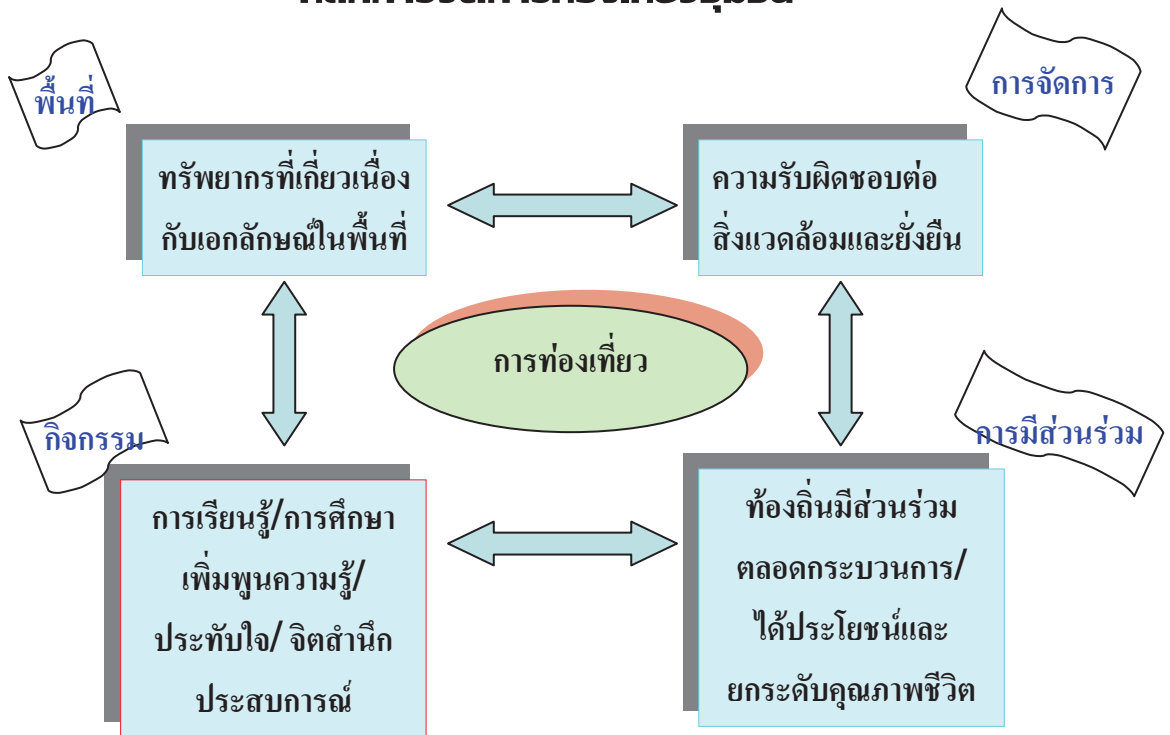 พื้นที่
การจัดการ
ทรัพยากรที่เกี่ยวเนื่อง
กับเอกลักษณ์ในพื้นที่
ความรับผิดชอบต่อ
สิ่งแวดล้อมและยั่งยืน
การท่องเที่ยว
กิจกรรม
การมีส่วนร่วม
การเรียนรู้/การศึกษา
เพิ่มพูนความรู้/
ประทับใจ/ จิตสำนึก
ประสบการณ์
ท้องถิ่นมีส่วนร่วม
ตลอดกระบวนการ/
ได้ประโยชน์และ
ยกระดับคุณภาพชีวิต